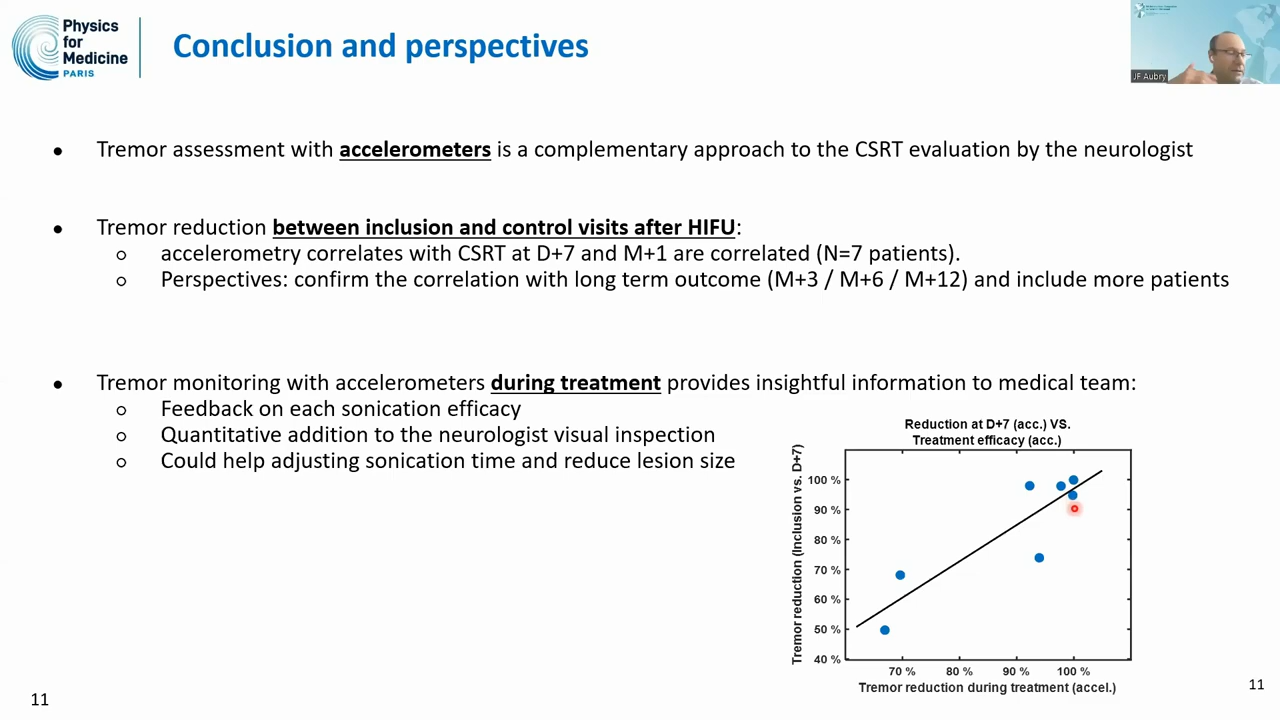 Physics
for
Medicine
PARIS
Conclusion and perspectives
JF Aubry
• Tremor assessment with accelerometers is a complementary approach to the CSRT evaluation by the neurologist
• Tremor reduction between inclusion and control visits after HIFU:
○ accelerometry correlates with CSRT at D+7 and M+1 are correlated (N=7 patients).
○ Perspectives: confirm the correlation with long term outcome (M+3 / M+6 / M+12) and include more patients
• Tremor monitoring with accelerometers during treatment provides insightful information to medical team:
○ Feedback on each sonication efficacy
○ Quantitative addition to the neurologist visual inspection
○ Could help adjusting sonication time and reduce lesion size
Reduction at D+7 (acc.) VS.
Treatment efficacy (acc.)
Tremor reduction (Inclusion vs. D+7)
100 %
90 %
80 %
70 %
60 %
50 %
40 %
70 % 80 % 90 % 100 %
Tremor reduction during treatment (accel.)
11
11